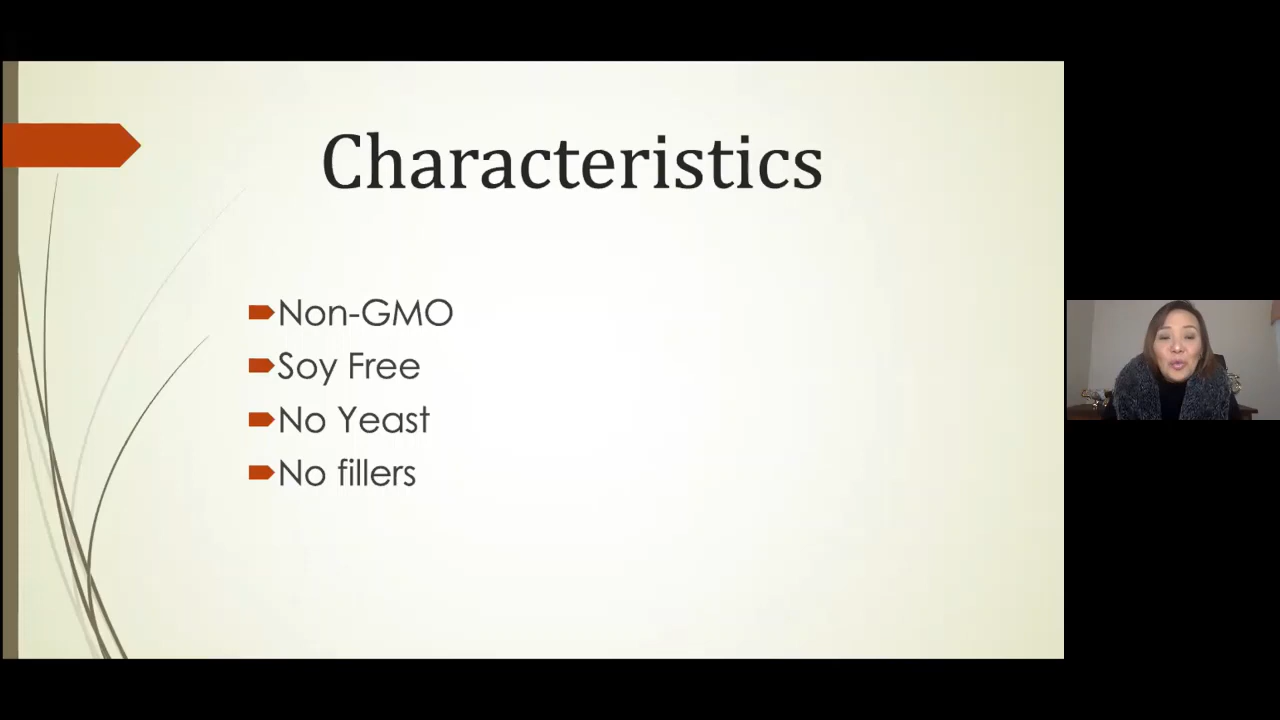 Characteristics
Non-GMO
Soy Free
No Yeast
No fillers